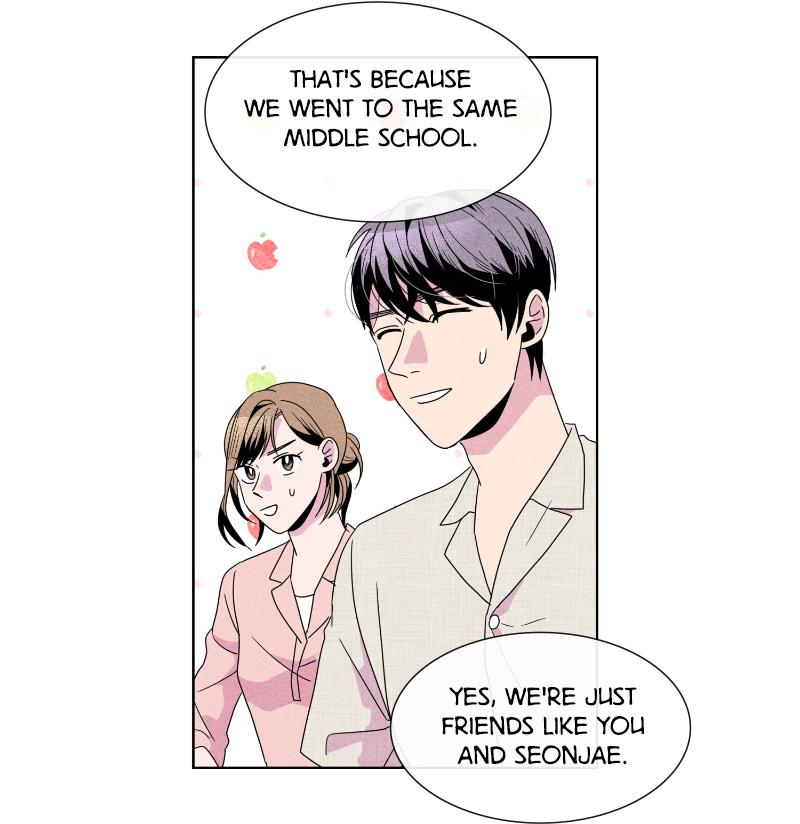 THAT'S BECAUSE
WE WENT TO THE SAME
MIDDLE SCHOOL.
YES, WE'RE JUST
FRIENDS LIKE YOU
AND SEONJAE.